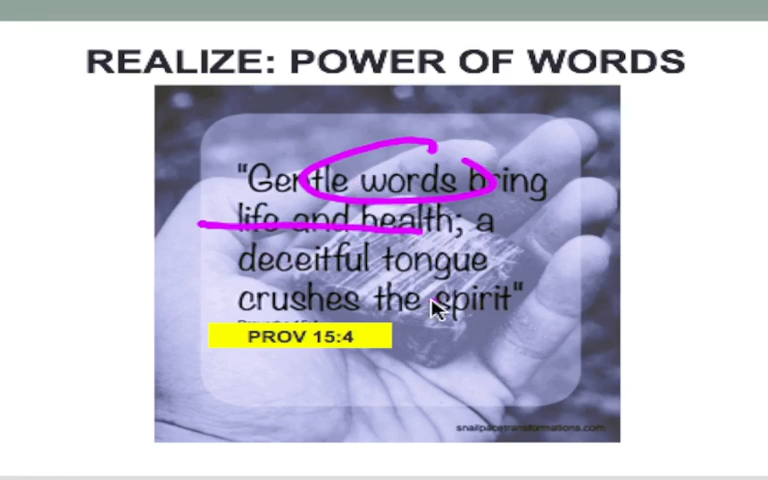 REALIZE: POWER OF WORDS
"Gentle words bring
life and health; a
deceitful tongue
crushes the spirit"
PROV 15:4
snailpacetransformations.com